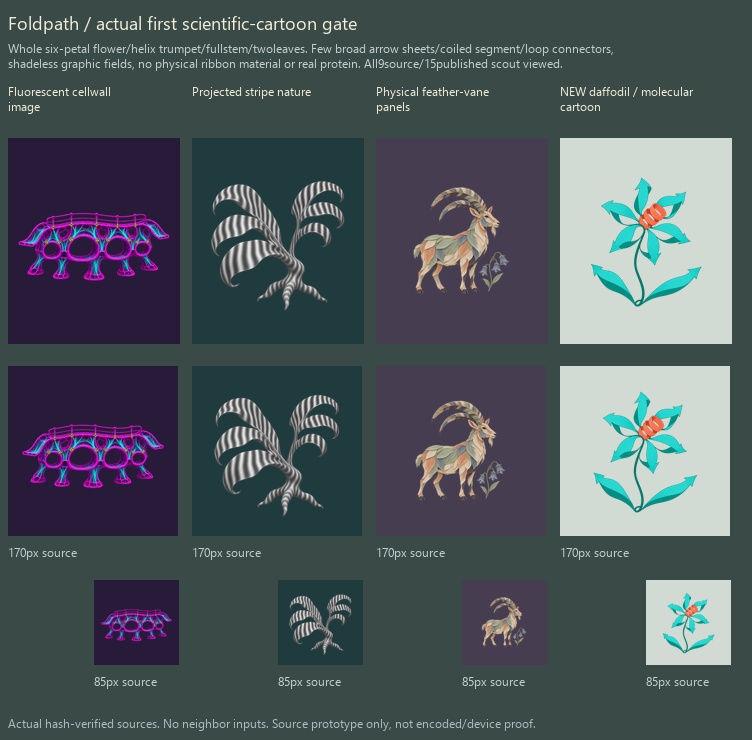 Foldpath / actual first scientific-cartoon gate
Whole six-petal flower/helix trumpet/fullstem/twoleaves. Few broad arrow sheets/coiled segment/loop connectors,
shadeless graphic fields, no physical ribbon material or real protein. All9source/15published scout viewed.
Fluorescent cellwall
image
Projected stripe nature
Physical feather-vane
panels
NEW daffodil / molecular
cartoon
170px source
170px source
170px source
170px source
85px source
85px source
85px source
85px source
Actual hash-verified sources. No neighbor inputs. Source prototype only, not encoded/device proof.